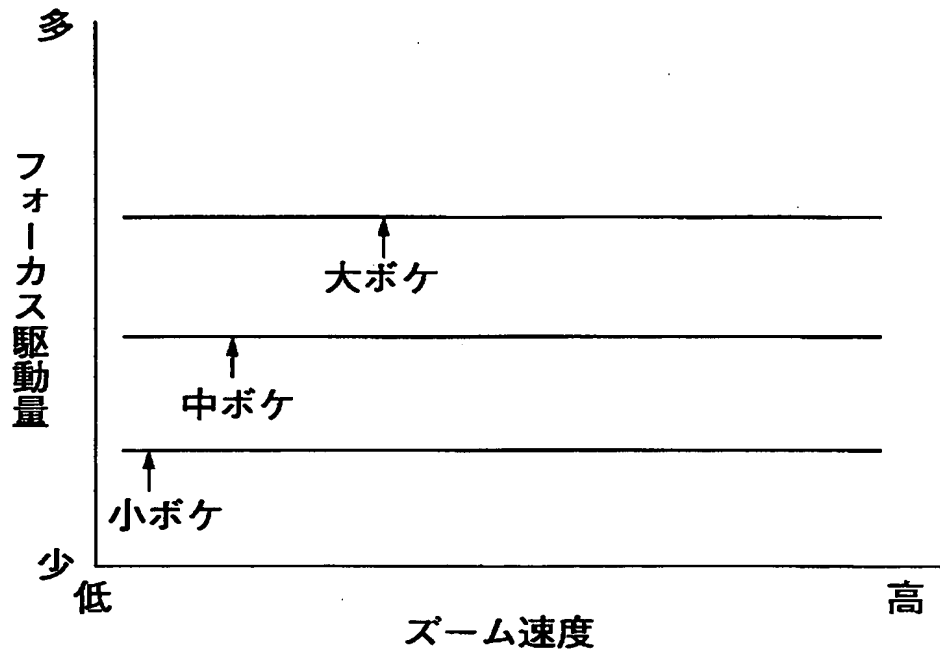 多
フォーカス駆動量
大ボケ
中ボケ
小ボケ
少
低
高
ズーム速度